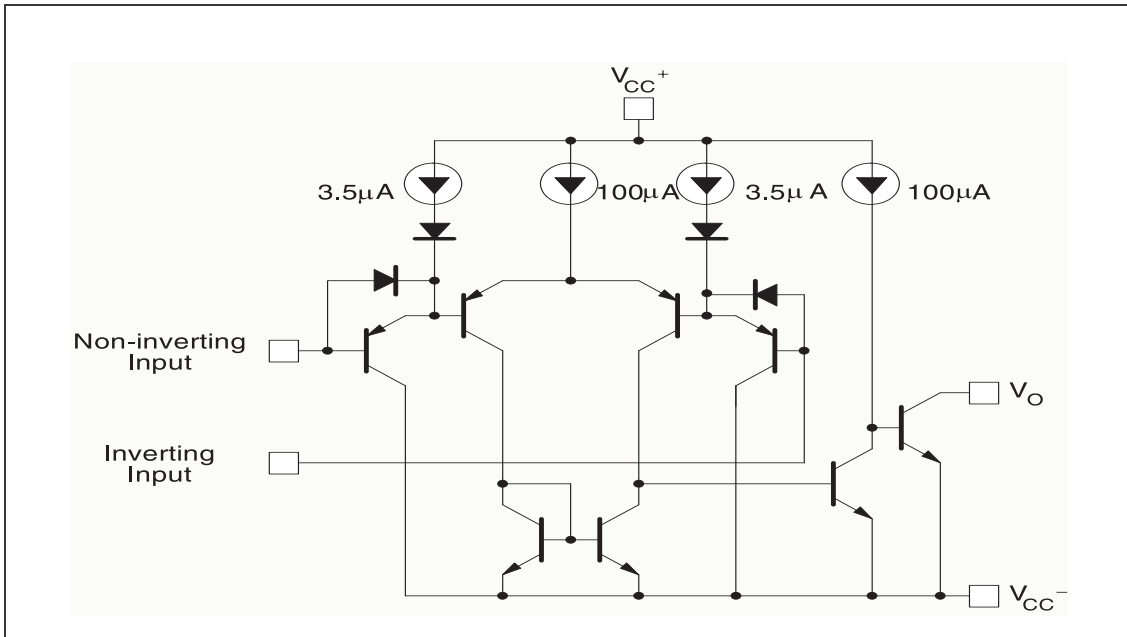 VCC+
3.5μA
100μA
3.5μA
100μA
Non-inverting
Input
VO
Inverting
Input
VCC−